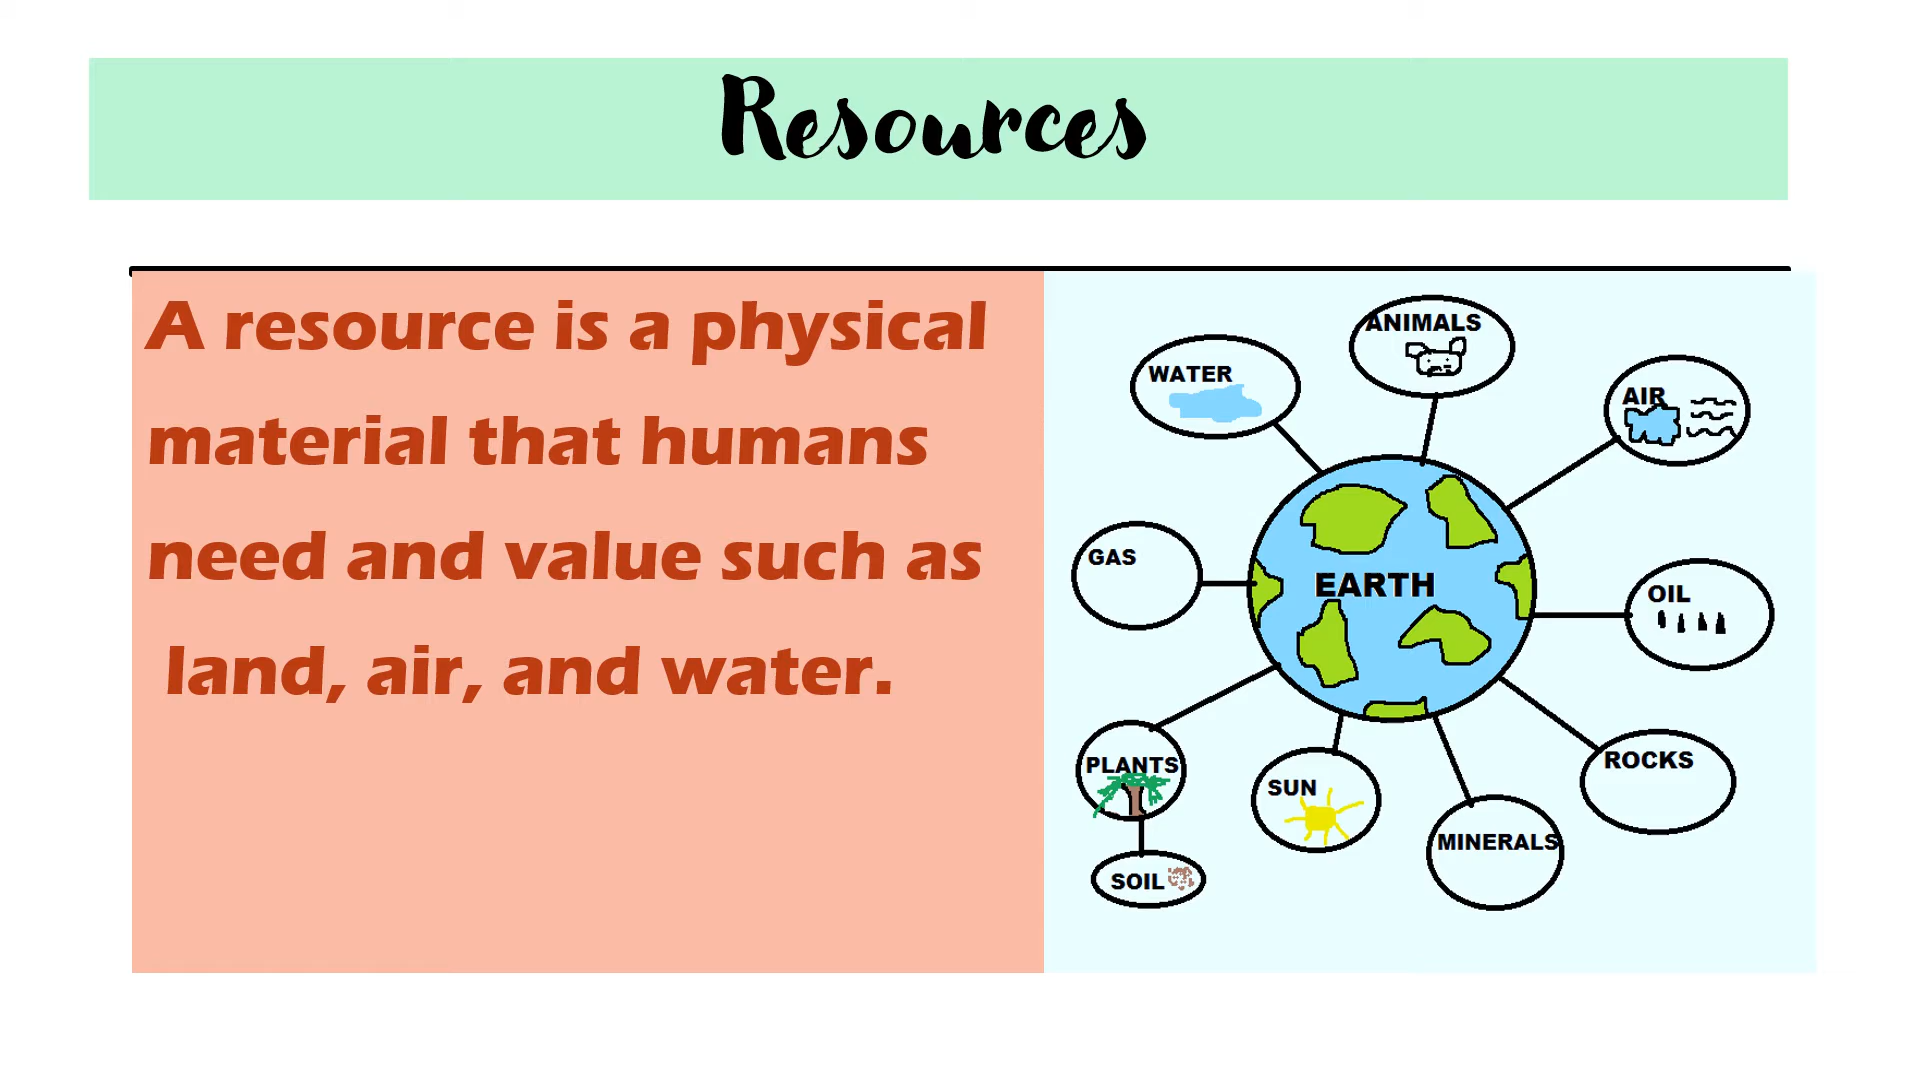 Resources
A resource is a physical
material that humans
need and value such as
land, air, and water.
ANIMALS
WATER
AIR
GAS
EARTH
OIL
PLANTS
SUN
ROCKS
MINERALS
SOIL